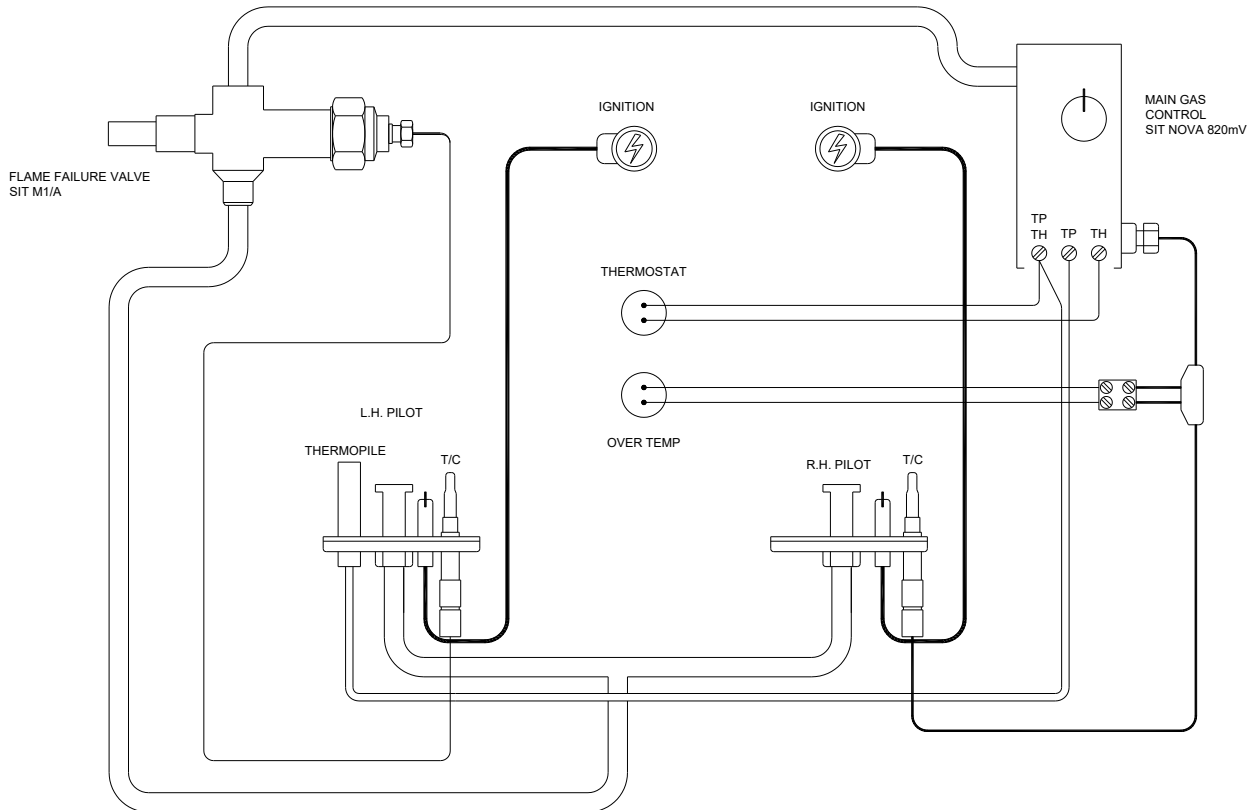 IGNITION
IGNITION
MAIN GAS
CONTROL
SIT NOVA 820mV
FLAME FAILURE VALVE
SIT M1/A
TP
TH
TP
TH
THERMOSTAT
L.H. PILOT
OVER TEMP
THERMOPILE
T/C
R.H. PILOT
T/C